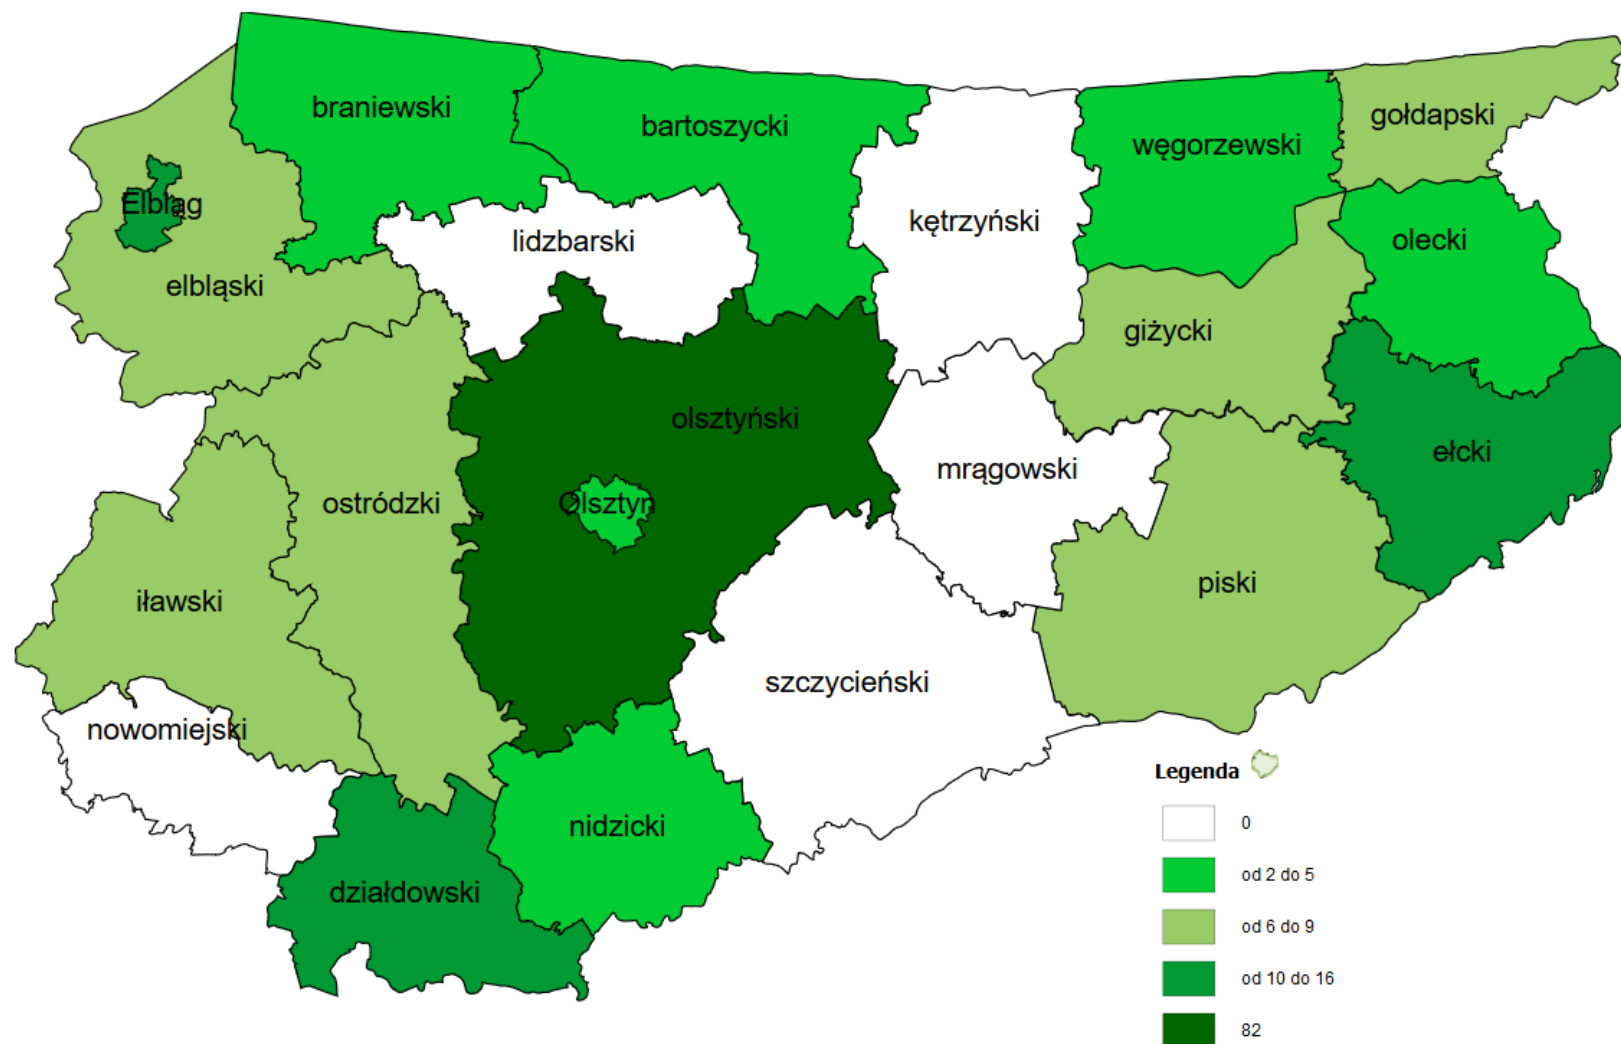 braniewski
bartoszycki
gołdapski
węgorzewski
Elbląg
kętrzyński
lidzbarski
olecki
elbląski
giżycki
olsztyński
ełcki
mrągowski
ostródzki
Olsztyn
piski
iławski
szczycieński
nowomiejski
nidzicki
działdowski
Legenda
0
od 2 do 5
od 6 do 9
od 10 do 16
82